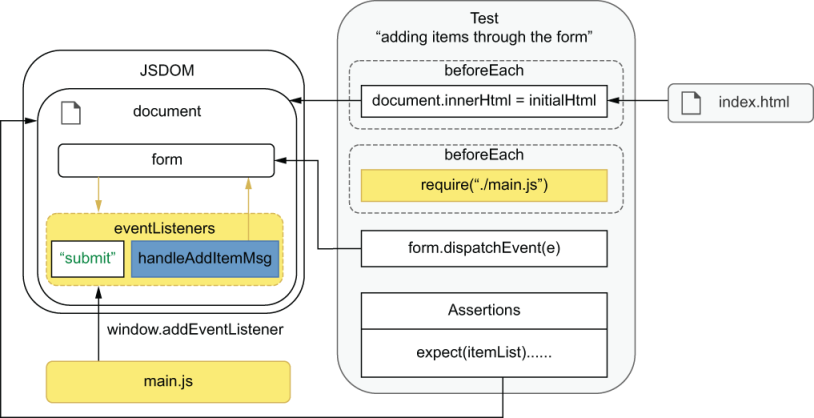 Test
“adding items through the form”
JSDOM
beforeEach
document
document.innerHtml = initialHtml
index.html
form
beforeEach
require(“./main.js”)
eventListeners
“submit”
handleAddItemMsg
form.dispatchEvent(e)
Assertions
window.addEventListener
expect(itemList)......
main.js